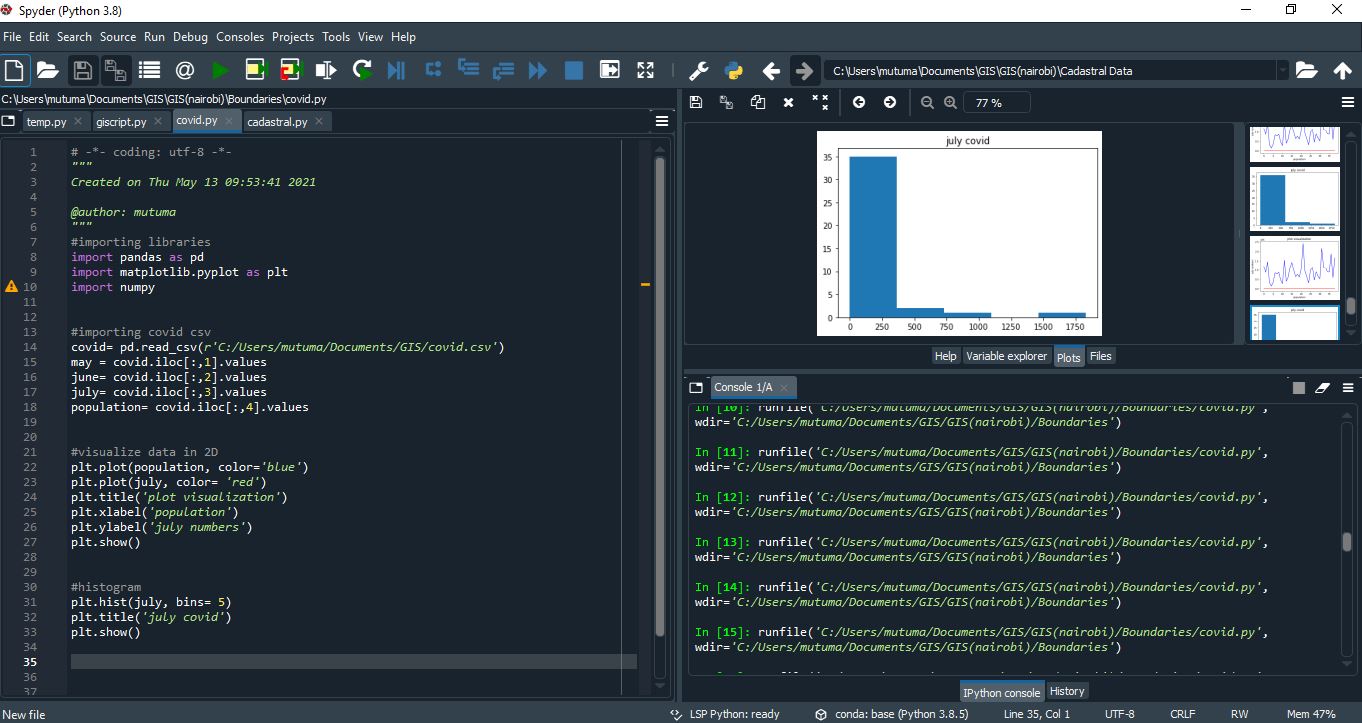 Spyder (Python 3.8)
File Edit Search Source Run Debug Consoles Projects Tools View Help
C:\Users\mutuma\Documents\GIS\GIS(nairobi)\Cadastral Data
C:\Users\mutuma\Documents\GIS\GIS(nairobi)\Boundaries\covid.py
temp.py giscript.py covid.py cadastral.py
1 # -*- coding: utf-8 -*-
2 """
3 Created on Thu May 13 09:53:41 2021
4
5 @author: mutuma
6 """
7 #importing libraries
8 import pandas as pd
9 import matplotlib.pyplot as plt
10 import numpy
11
12
13 #importing covid csv
14 covid= pd.read_csv(r'C:/Users/mutuma/Documents/GIS/covid.csv')
15 may = covid.iloc[:,1].values
16 june= covid.iloc[:,2].values
17 july= covid.iloc[:,3].values
18 population= covid.iloc[:,4].values
19
20
21 #visualize data in 2D
22 plt.plot(population, color='blue')
23 plt.plot(july, color= 'red')
24 plt.title('plot visualization')
25 plt.xlabel('population')
26 plt.ylabel('july numbers')
27 plt.show()
28
29
30 #histogram
31 plt.hist(july, bins= 5)
32 plt.title('july covid')
33 plt.show()
34
35
36
37
77 %
july covid
35
30
25
20
15
10
5
0
0 250 500 750 1000 1250 1500 1750
Help Variable explorer Plots Files
Console 1/A
In [10]: runfile('C:/Users/mutuma/Documents/GIS/GIS(nairobi)/Boundaries/covid.py',
wdir='C:/Users/mutuma/Documents/GIS/GIS(nairobi)/Boundaries')
In [11]: runfile('C:/Users/mutuma/Documents/GIS/GIS(nairobi)/Boundaries/covid.py',
wdir='C:/Users/mutuma/Documents/GIS/GIS(nairobi)/Boundaries')
In [12]: runfile('C:/Users/mutuma/Documents/GIS/GIS(nairobi)/Boundaries/covid.py',
wdir='C:/Users/mutuma/Documents/GIS/GIS(nairobi)/Boundaries')
In [13]: runfile('C:/Users/mutuma/Documents/GIS/GIS(nairobi)/Boundaries/covid.py',
wdir='C:/Users/mutuma/Documents/GIS/GIS(nairobi)/Boundaries')
In [14]: runfile('C:/Users/mutuma/Documents/GIS/GIS(nairobi)/Boundaries/covid.py',
wdir='C:/Users/mutuma/Documents/GIS/GIS(nairobi)/Boundaries')
In [15]: runfile('C:/Users/mutuma/Documents/GIS/GIS(nairobi)/Boundaries/covid.py',
wdir='C:/Users/mutuma/Documents/GIS/GIS(nairobi)/Boundaries')
IPython console History
New file LSP Python: ready conda: base (Python 3.8.5) Line 35, Col 1 UTF-8 CRLF RW Mem 47%